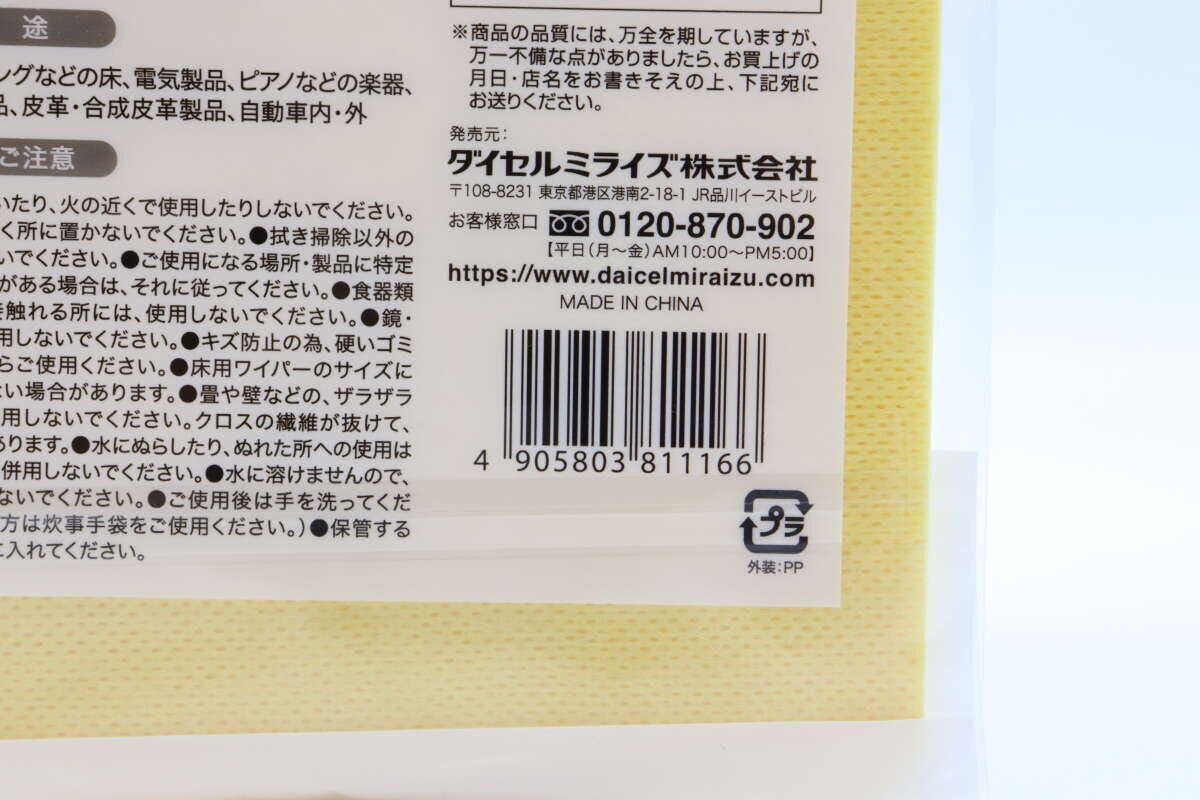 途
ングなどの床、電気製品、ピアノなどの楽器、
品、皮革・合成皮革製品、自動車内・外
ご注意
いたり、火の近くで使用したりしないでください。
く所に置かないでください。●拭き掃除以外の
いでください。●ご使用になる場所・製品に特定
がある場合は、それに従ってください。●食器類
触れる所には、使用しないでください。●鏡・
用しないでください。●キズ防止の為、硬いゴミ
らご使用ください。●床用ワイパーのサイズに
ない場合があります。●畳や壁などの、ザラザラ
用しないでください。クロスの繊維が抜けて、
あります。●水にぬらしたり、ぬれた所への使用は
併用しないでください。●水に溶けませんので、
ないでください。●ご使用後は手を洗ってくだ
方は炊事手袋をご使用ください。)●保管する
に入れてください。
※商品の品質には、万全を期していますが、
万一不備な点がありましたら、お買上げの
月日・店名をお書きそえの上、下記宛に
お送りください。
発売元:
ダイセルミライズ株式会社
〒108-8231 東京都港区港南2-18-1 JR品川イーストビル
お客様窓口 0120-870-902
【平日(月〜金)AM10:00〜PM5:00】
https://www.daicelmiraizu.com
MADE IN CHINA
4 905803 811166
プラ
外装:PP